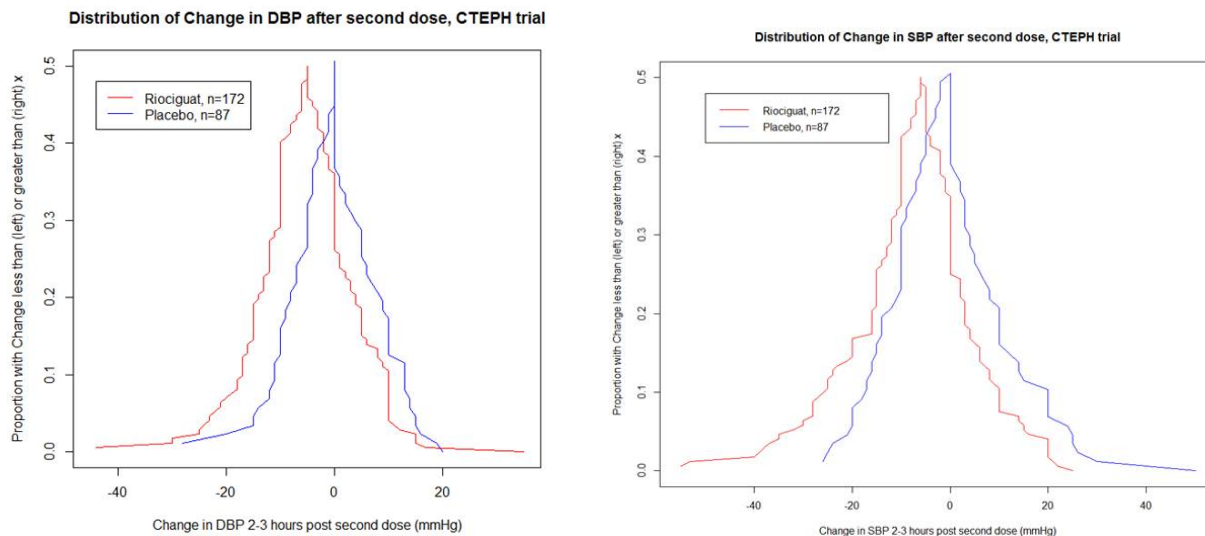 Distribution of Change in DBP after second dose, CTEPH trial
Proportion with Change less than (left) or greater than (right) x
0.5
0.4
0.3
0.2
0.1
0.0
Riociguat, n=172
Placebo, n=87
-40
-20
0
20
Change in DBP 2-3 hours post second dose (mmHg)
Distribution of Change in SBP after second dose, CTEPH trial
Proportion with Change less than (left) or greater than (right) x
0.5
0.4
0.3
0.2
0.1
0.0
Riociguat, n=172
Placebo, n=87
-40
-20
0
20
40
Change in SBP 2-3 hours post second dose (mmHg)